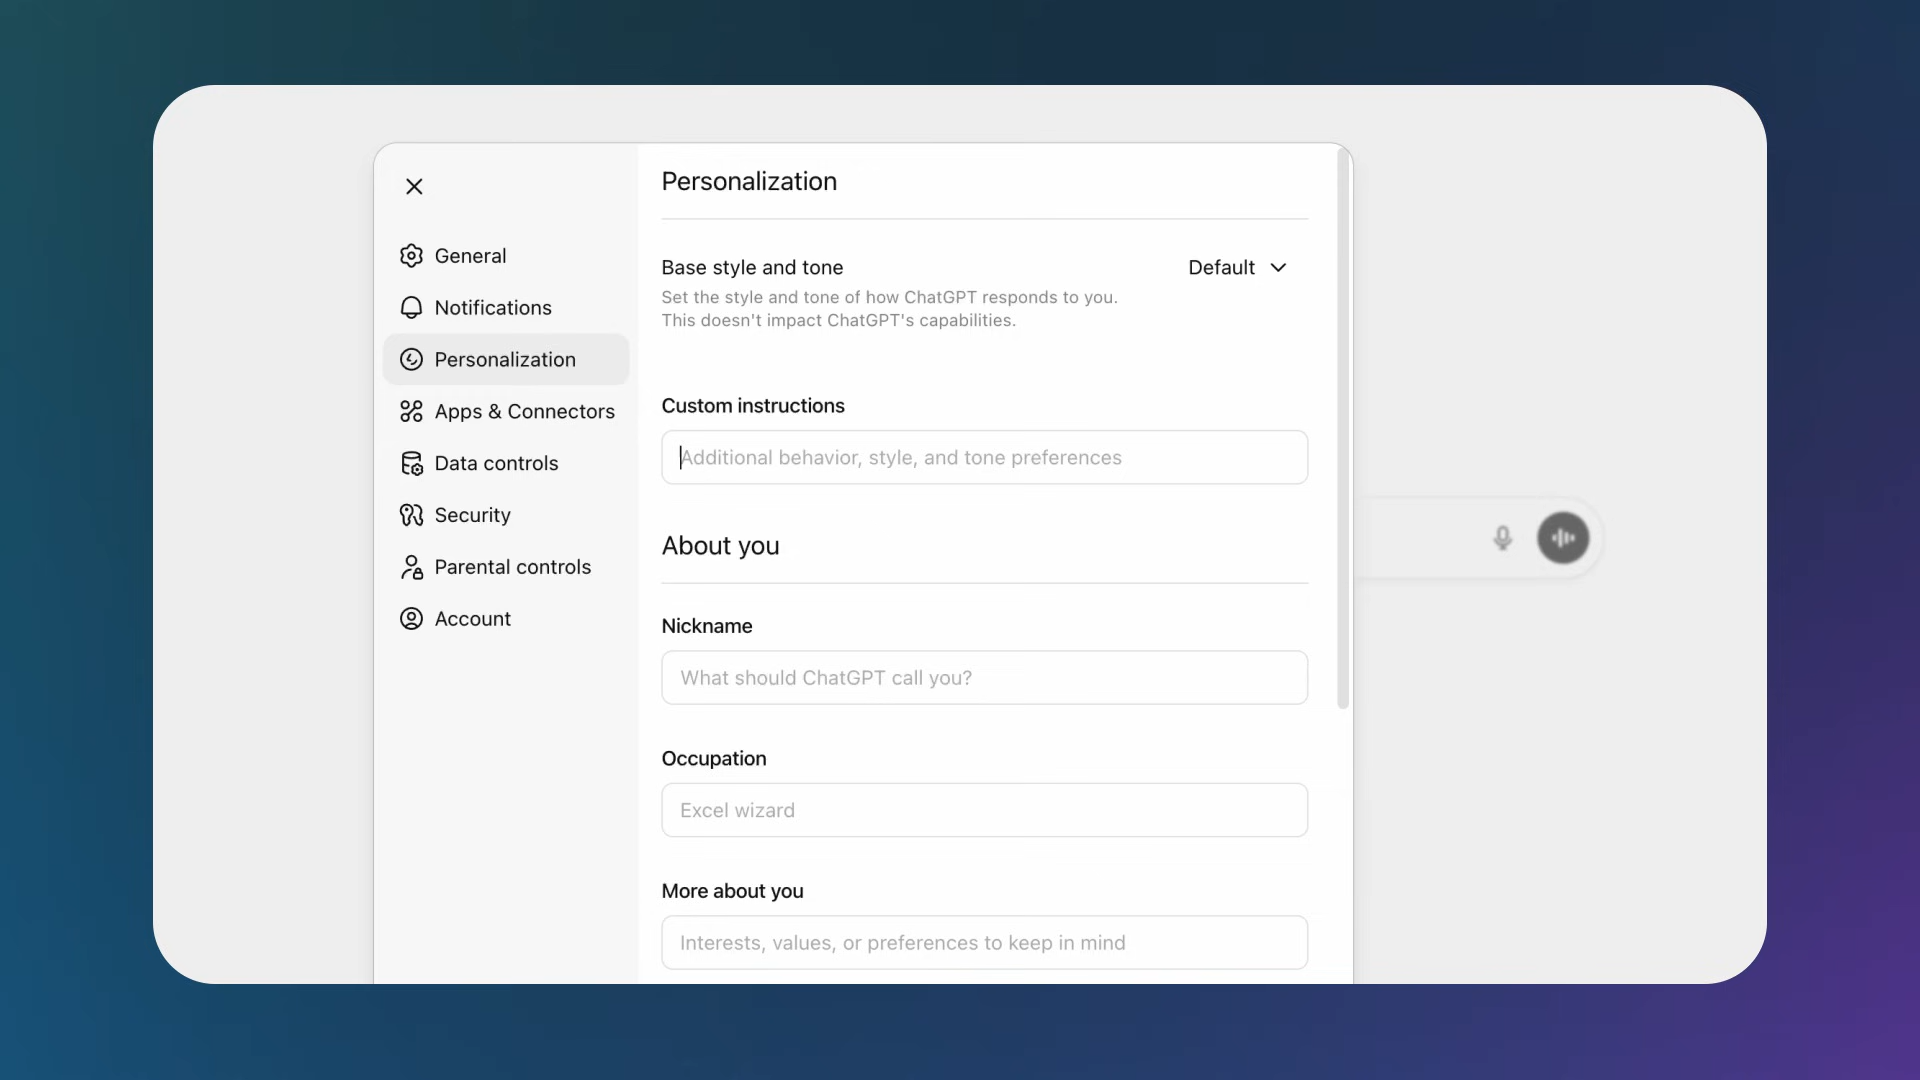 General
Notifications
Personalization
Apps & Connectors
Data controls
Security
Parental controls
Account
Personalization
Base style and tone
Default
Set the style and tone of how ChatGPT responds to you.
This doesn't impact ChatGPT's capabilities.
Custom instructions
Additional behavior, style, and tone preferences
About you
Nickname
What should ChatGPT call you?
Occupation
Excel wizard
More about you
Interests, values, or preferences to keep in mind